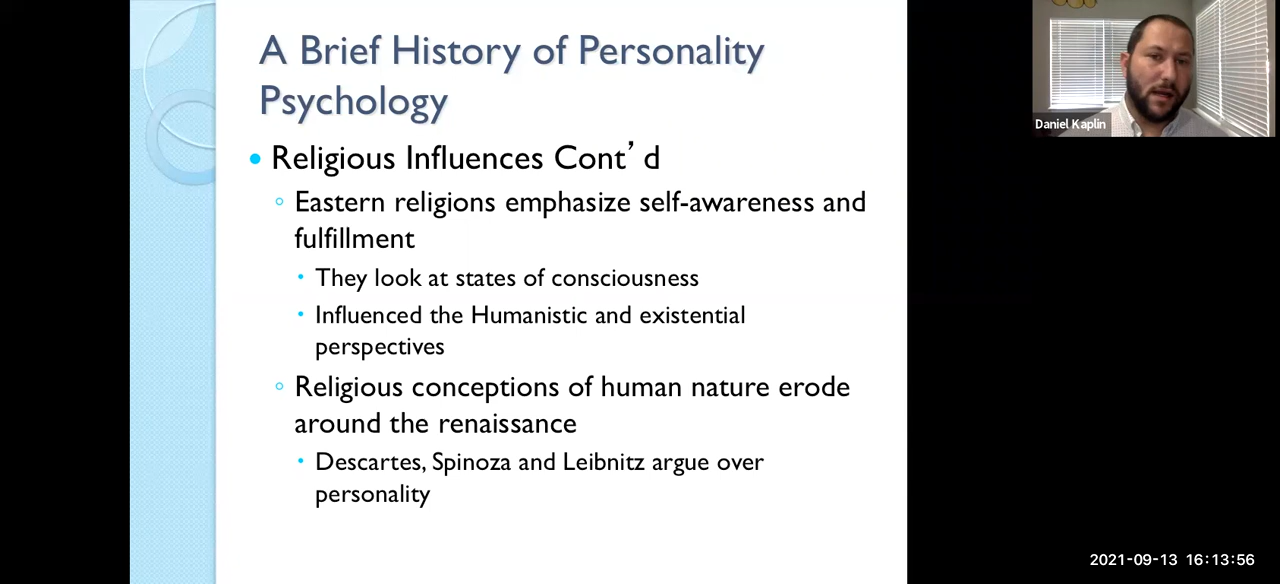 A Brief History of Personality
Psychology
Religious Influences Cont’d
Eastern religions emphasize self-awareness and
fulfillment
They look at states of consciousness
Influenced the Humanistic and existential
perspectives
Religious conceptions of human nature erode
around the renaissance
Descartes, Spinoza and Leibnitz argue over
personality
Daniel Kaplin
2021-09-13 16:13:56